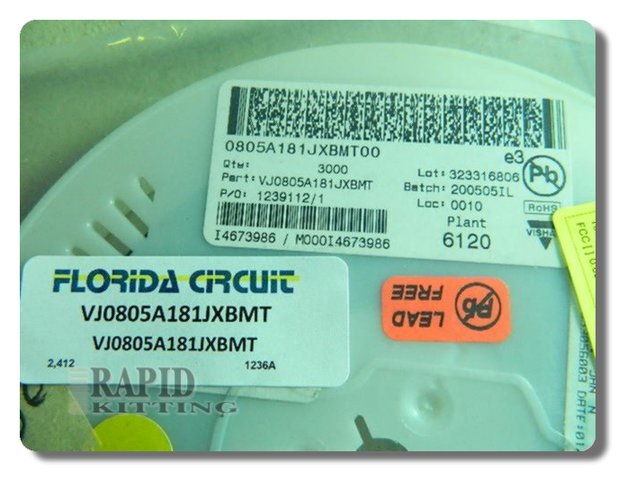 0805A181JXBMT00
e3
Qty: 3000
Part: VJ0805A181JXBMT
P/O: 1239112/1
Lot: 323316806
Batch: 200505IL
Loc: 0010
Plant
6120
Pb
RoHS
VISHA
I4673986 / M000I4673986
FLORIDA CIRCUIT
VJ0805A181JXBMT
VJ0805A181JXBMT
2,412 1236A
LEAD
FREE
Pb
RAPID
KITTING